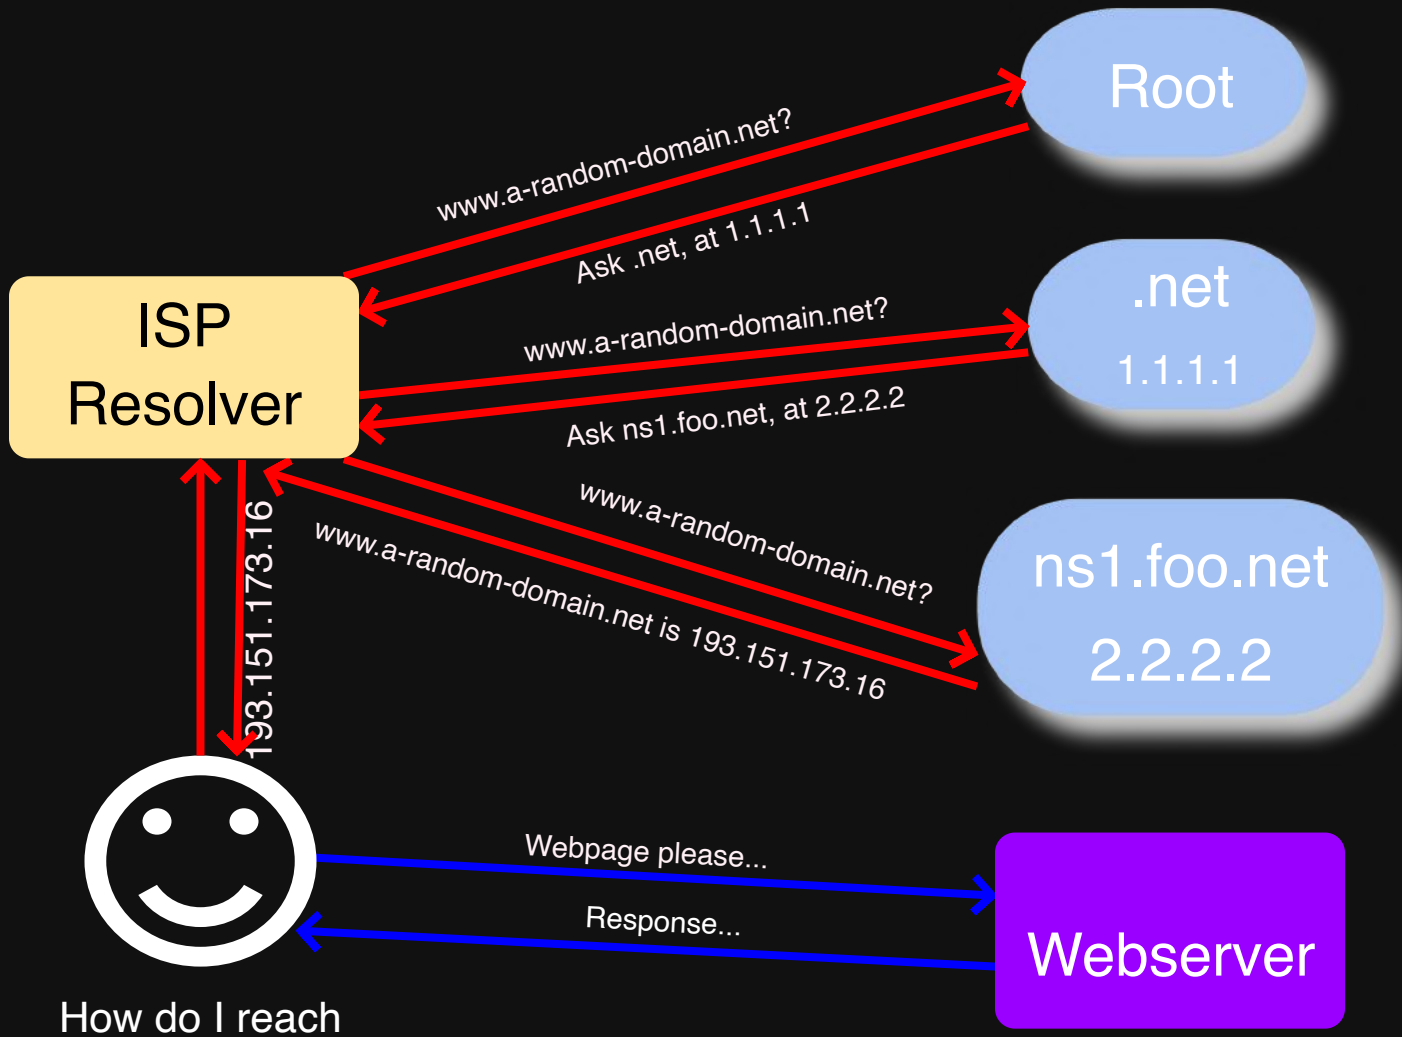 Root
www.a-random-domain.net?
Ask .net, at 1.1.1.1
.net
1.1.1.1
ISP
Resolver
www.a-random-domain.net?
Ask ns1.foo.net, at 2.2.2.2
www.a-random-domain.net?
www.a-random-domain.net is 193.151.173.16
ns1.foo.net
2.2.2.2
193.151.173.16
Webpage please...
Response...
Webserver
How do I reach